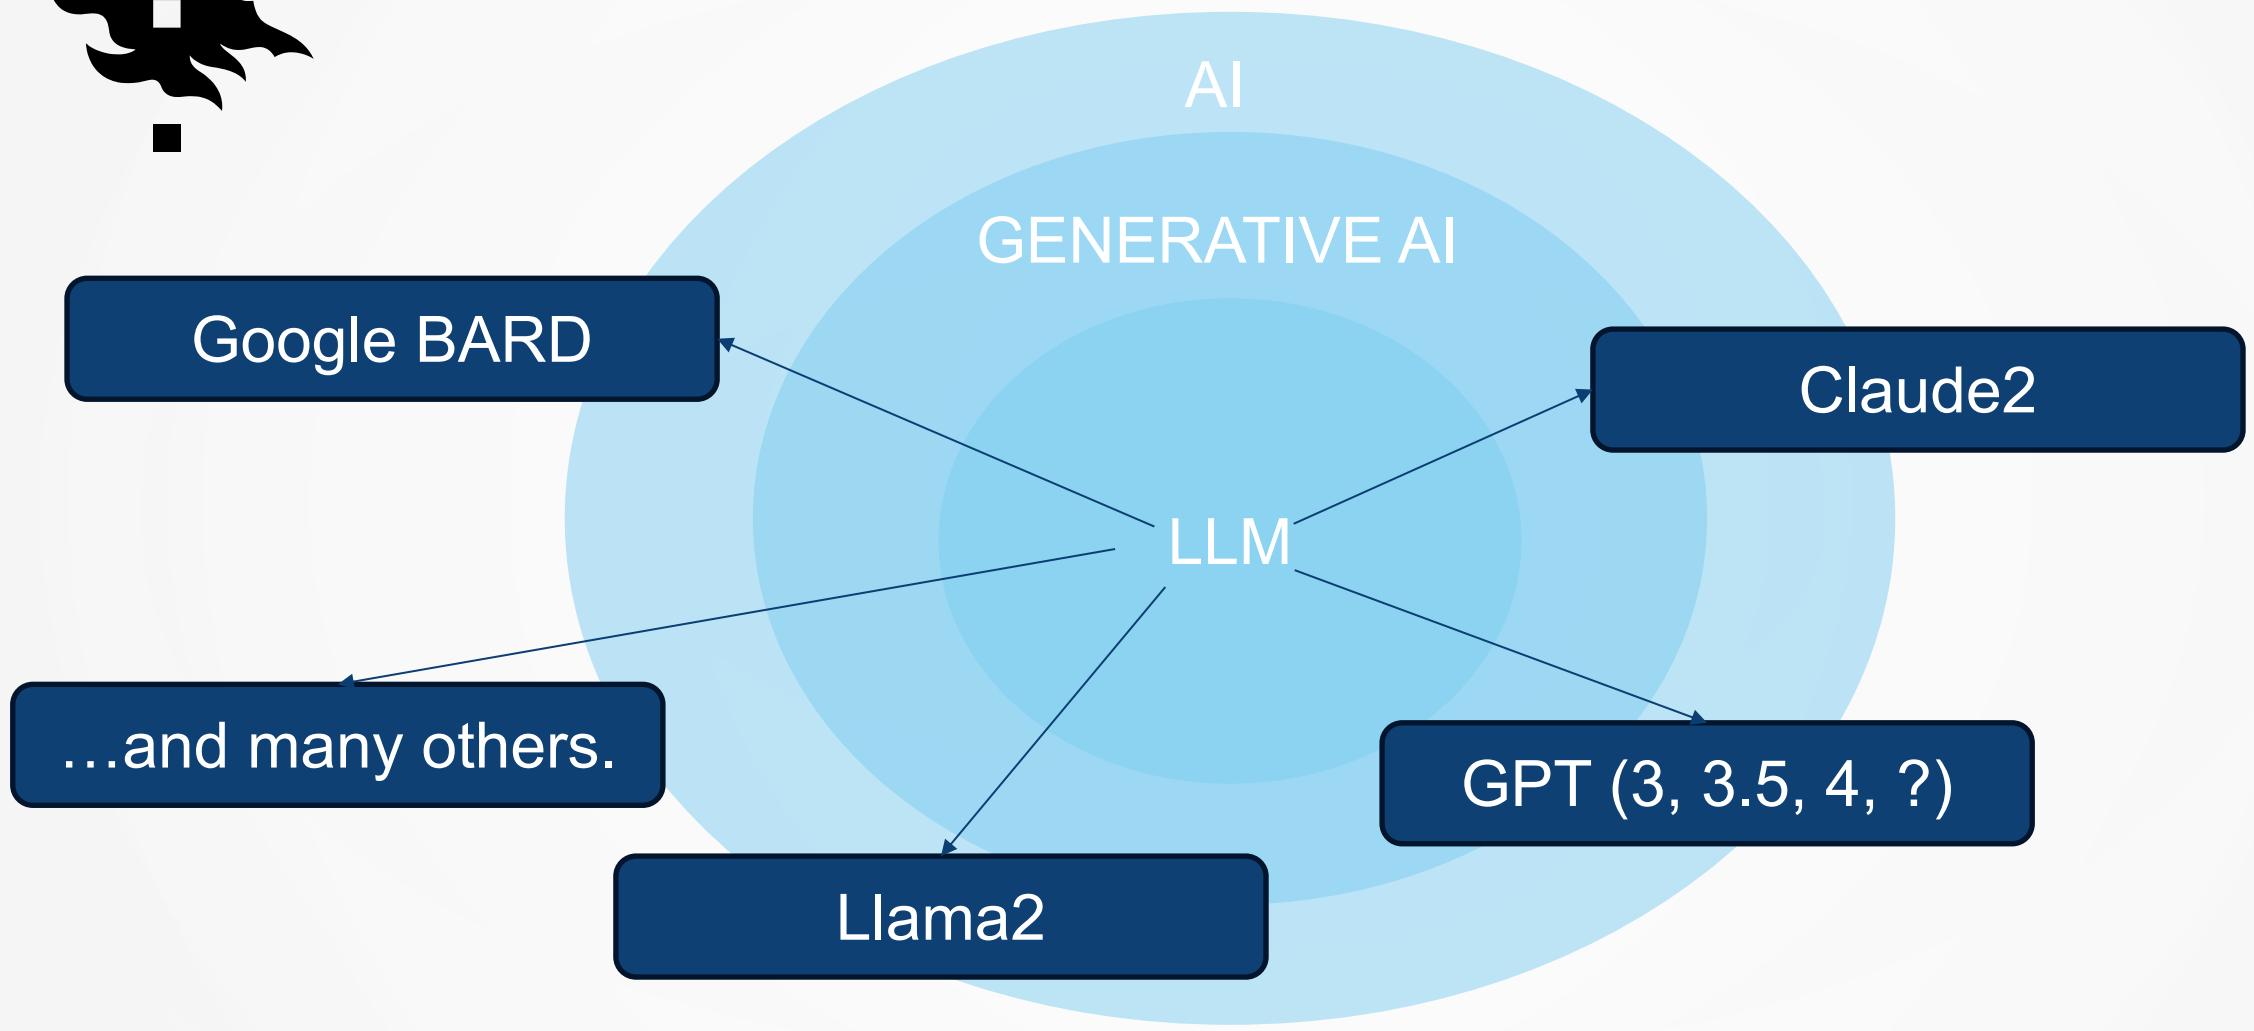 AI
GENERATIVE AI
Google BARD
Claude2
LLM
...and many others.
GPT (3, 3.5, 4, ?)
Llama2